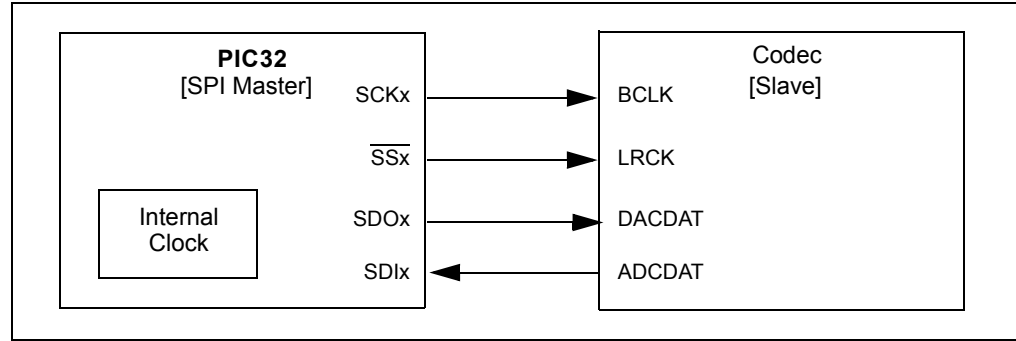 PIC32
[SPI Master]
SCKx
SSx
SDOx
SDIx
Internal
Clock
Codec
[Slave]
BCLK
LRCK
DACDAT
ADCDAT